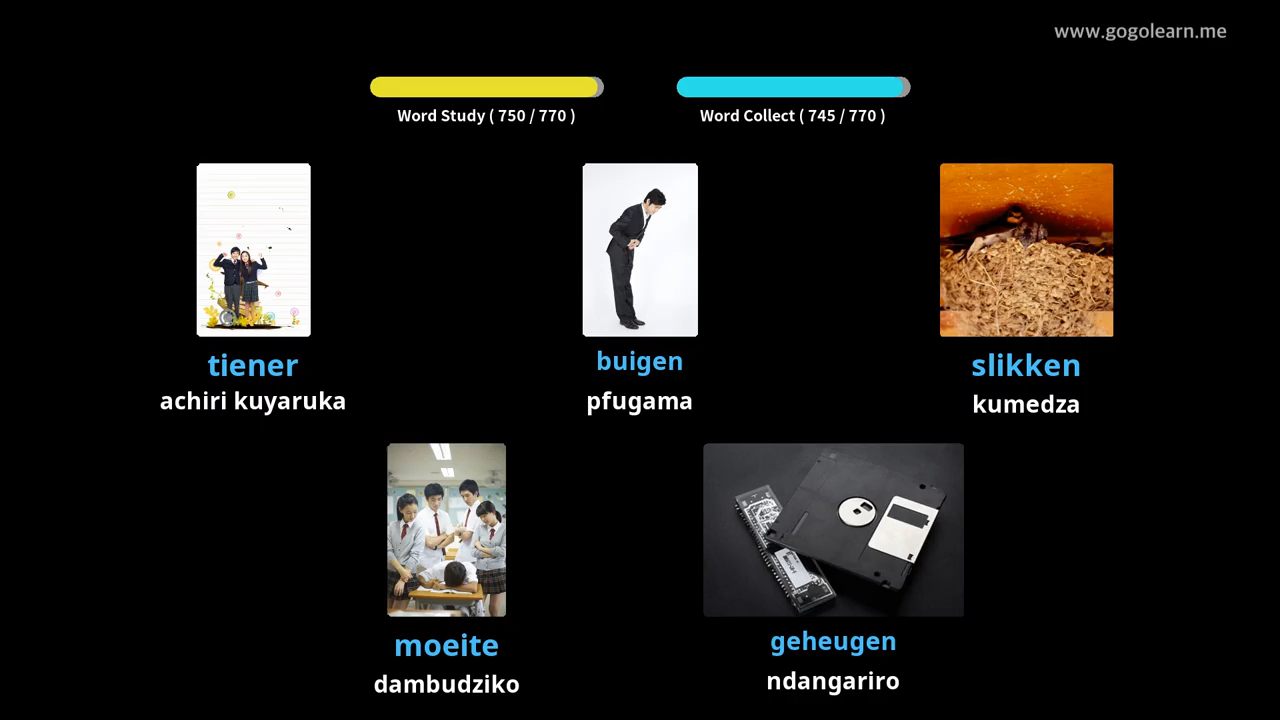 www.gogolearn.me
Word Study ( 750 / 770 )
Word Collect ( 745 / 770 )
tiener
achiri kuyaruka
buigen
pfugama
slikken
kumedza
moeite
dambudziko
geheugen
ndangariro